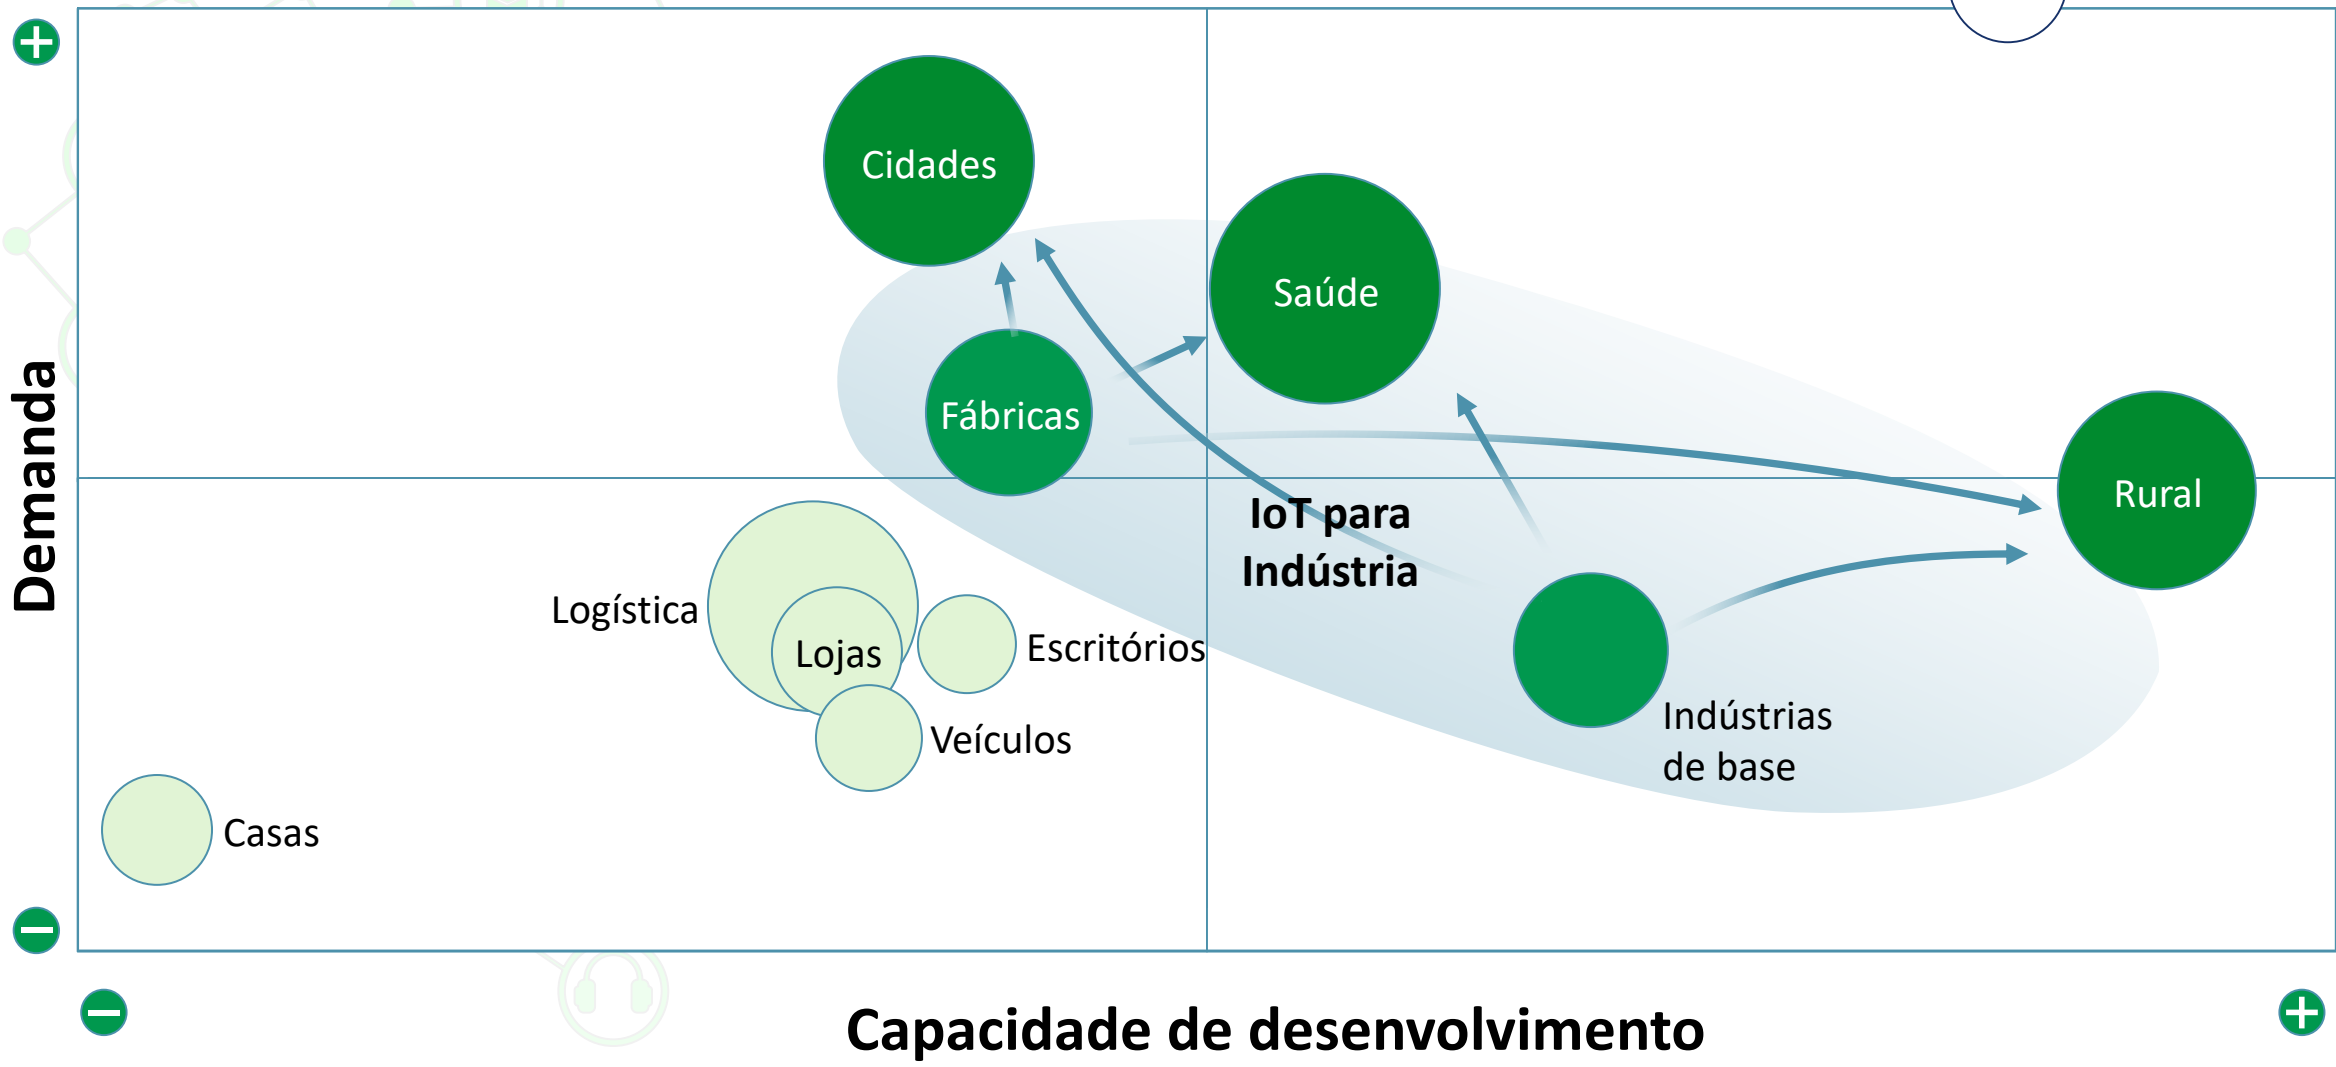 Cidades
Saúde
Fábricas
Demanda
Rural
IoT para
Indústria
Logística
Lojas
Escritórios
Indústrias
de base
Veículos
Casas
Capacidade de desenvolvimento